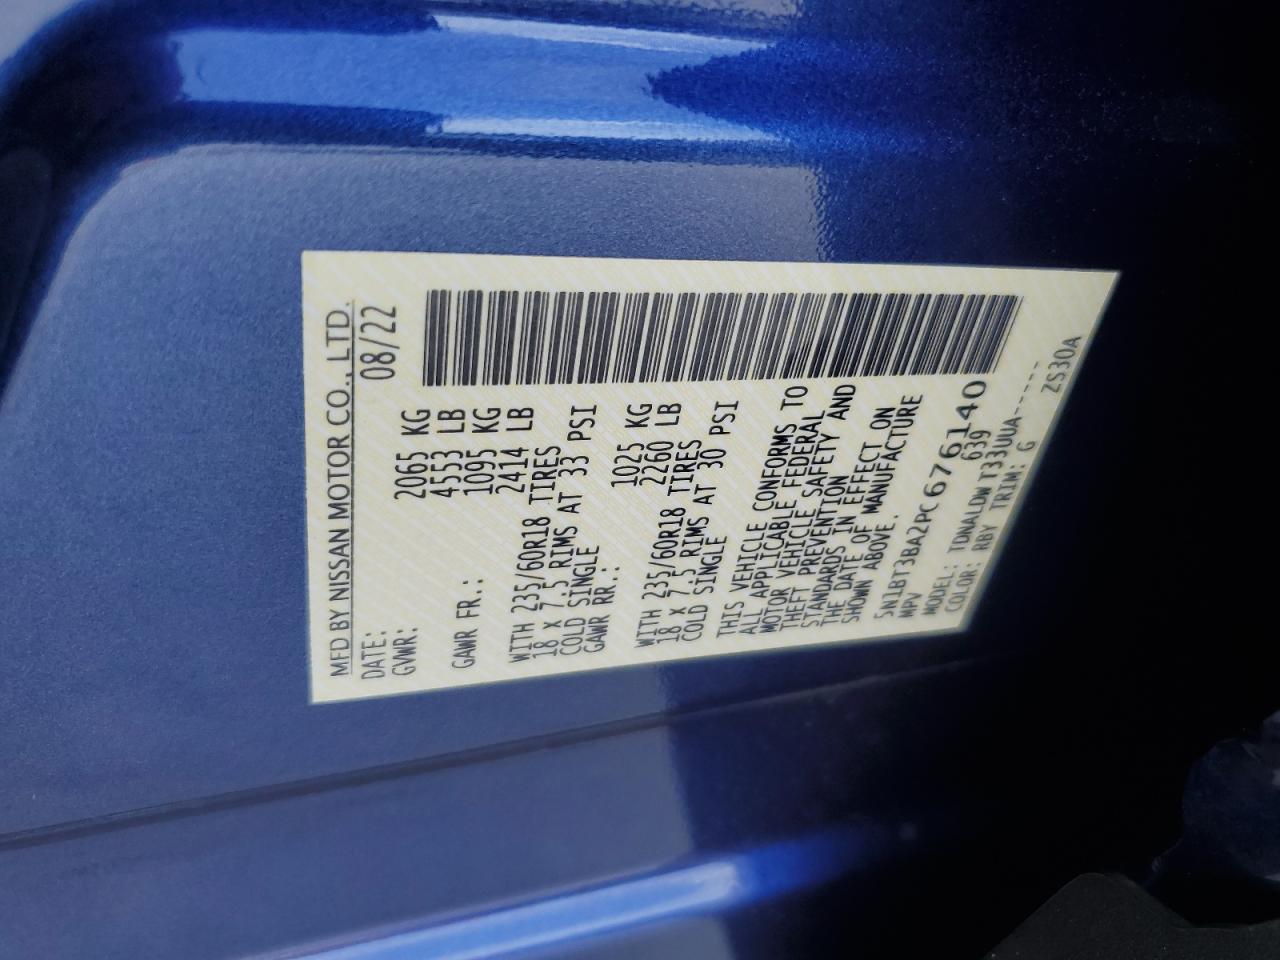 MFD BY NISSAN MOTOR CO., LTD.
DATE: 08/22
GVWR: 2065 KG
4553 LB
GAWR FR.: 1095 KG
2414 LB
WITH 235/60R18 TIRES
18 X 7.5 RIMS AT 33 PSI
COLD SINGLE
GAWR RR.: 1025 KG
2260 LB
WITH 235/60R18 TIRES
18 X 7.5 RIMS AT 30 PSI
COLD SINGLE
THIS VEHICLE CONFORMS TO
ALL APPLICABLE FEDERAL
MOTOR VEHICLE SAFETY AND
THEFT PREVENTION
STANDARDS IN EFFECT ON
THE DATE OF MANUFACTURE
SHOWN ABOVE.
5N1BT3BA2PC676140
MPV 639
MODEL: TDNALDW T33UUA-----
COLOR: RBY TRIM: G ZS30A